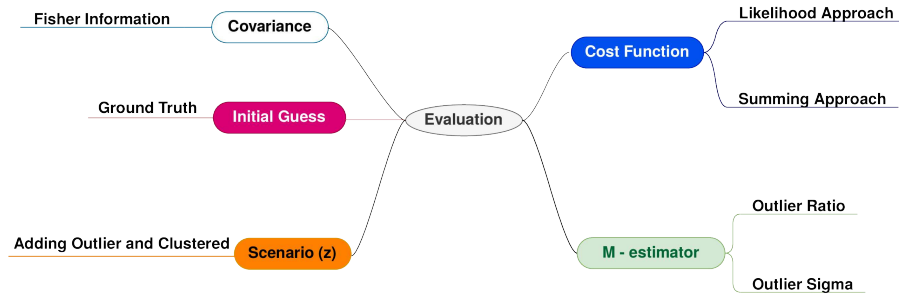 Fisher Information
Covariance
Ground Truth
Initial Guess
Adding Outlier and Clustered
Scenario (z)
Evaluation
Cost Function
Likelihood Approach
Summing Approach
M - estimator
Outlier Ratio
Outlier Sigma